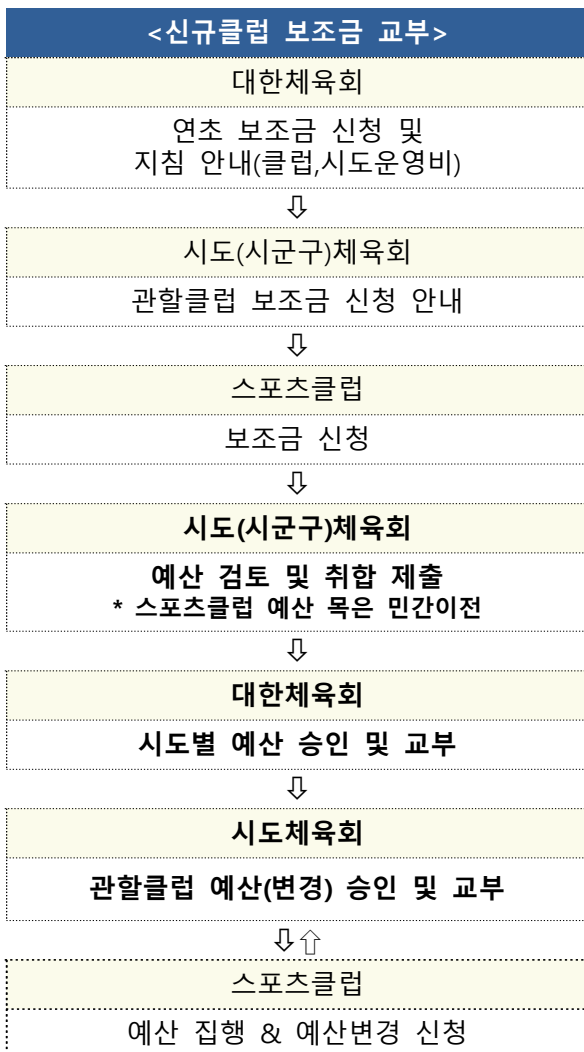 <신규클럽 보조금 교부>
대한체육회
연초 보조금 신청 및
지침 안내(클럽,시도운영비)
⇩
시도(시군구)체육회
관할클럽 보조금 신청 안내
⇩
스포츠클럽
보조금 신청
⇩
시도(시군구)체육회
예산 검토 및 취합 제출
* 스포츠클럽 예산 목은 민간이전
⇩
대한체육회
시도별 예산 승인 및 교부
⇩
시도체육회
관할클럽 예산(변경) 승인 및 교부
⇩⇧
스포츠클럽
예산 집행 & 예산변경 신청